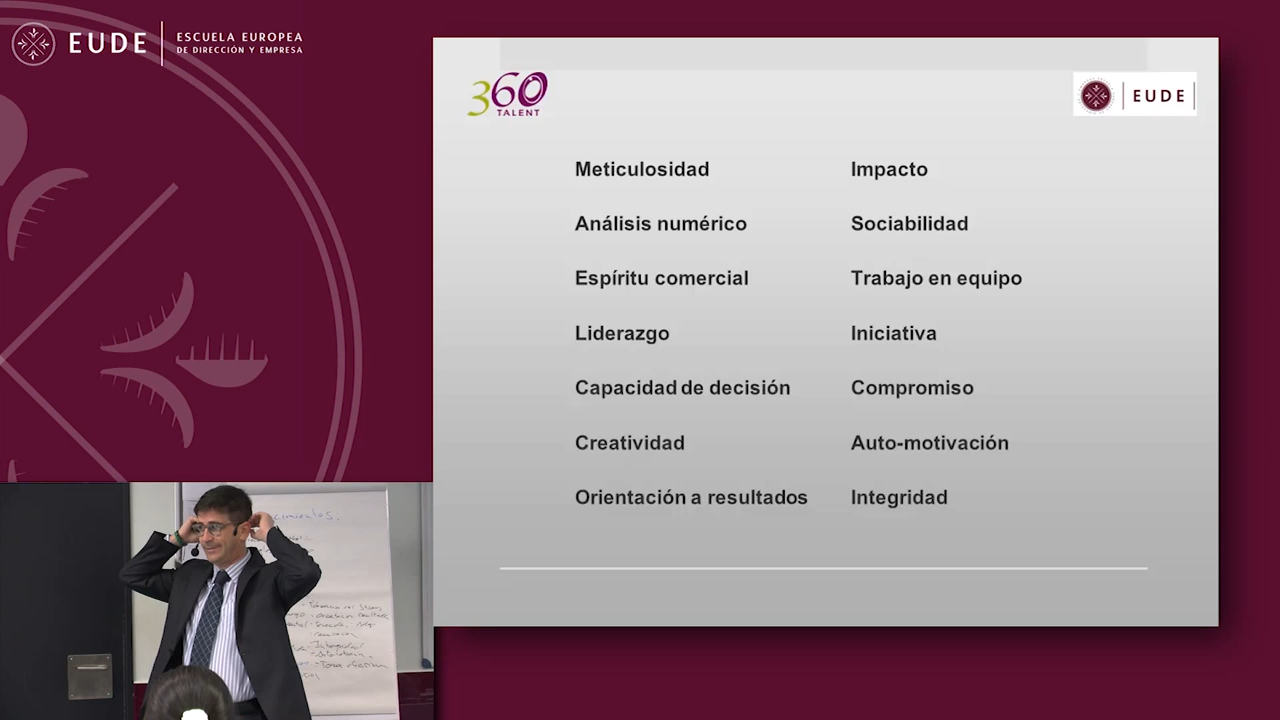 EUDE
ESCUELA EUROPEA
DE DIRECCIÓN Y EMPRESA
360
TALENT
EUDE
Meticulosidad
Impacto
Análisis numérico
Sociabilidad
Espíritu comercial
Trabajo en equipo
Liderazgo
Iniciativa
Capacidad de decisión
Compromiso
Creatividad
Auto-motivación
Orientación a resultados
Integridad